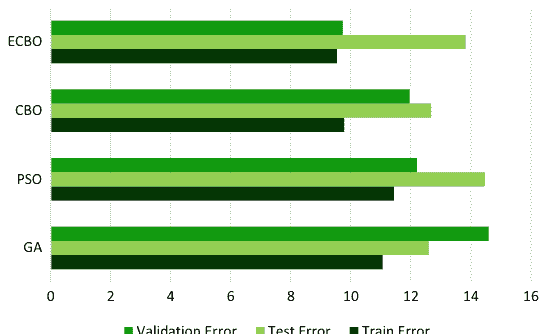 ECBO
CBO
PSO
GA
0 2 4 6 8 10 12 14 16
Validation Error Test Error Train Error